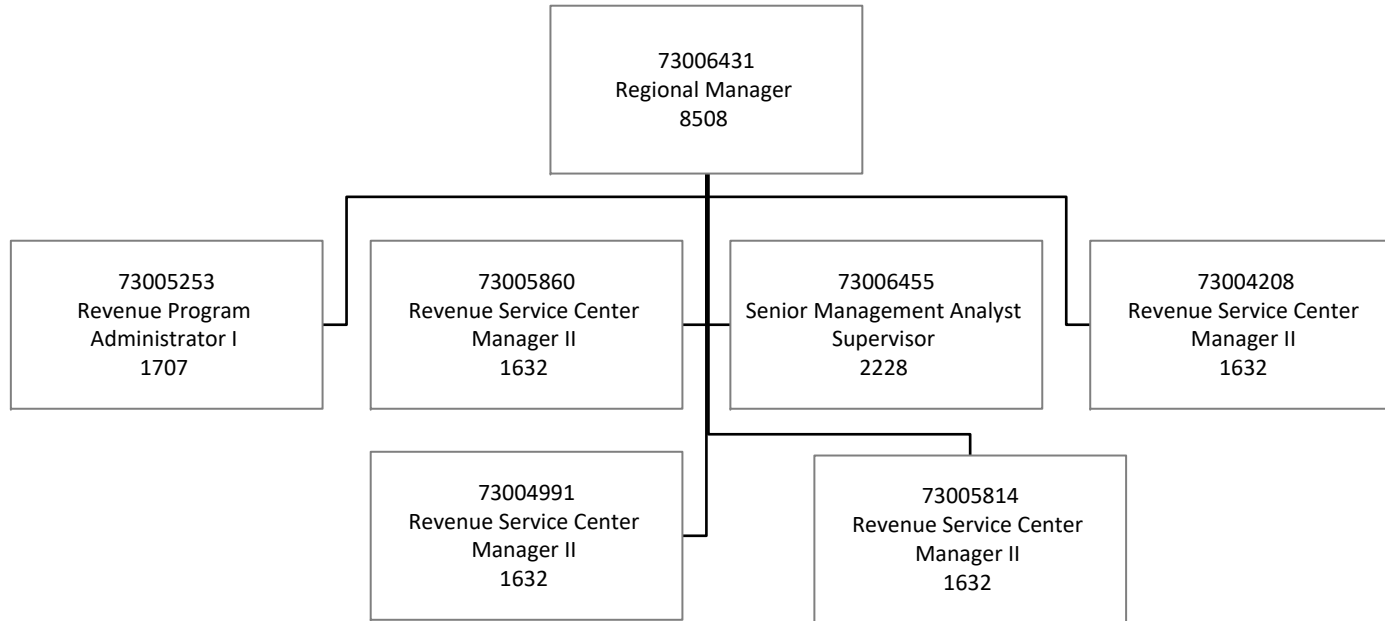 73006431
Regional Manager
8508
73005253
Revenue Program
Administrator I
1707
73005860
Revenue Service Center
Manager II
1632
73006455
Senior Management Analyst
Supervisor
2228
73004208
Revenue Service Center
Manager II
1632
73004991
Revenue Service Center
Manager II
1632
73005814
Revenue Service Center
Manager II
1632